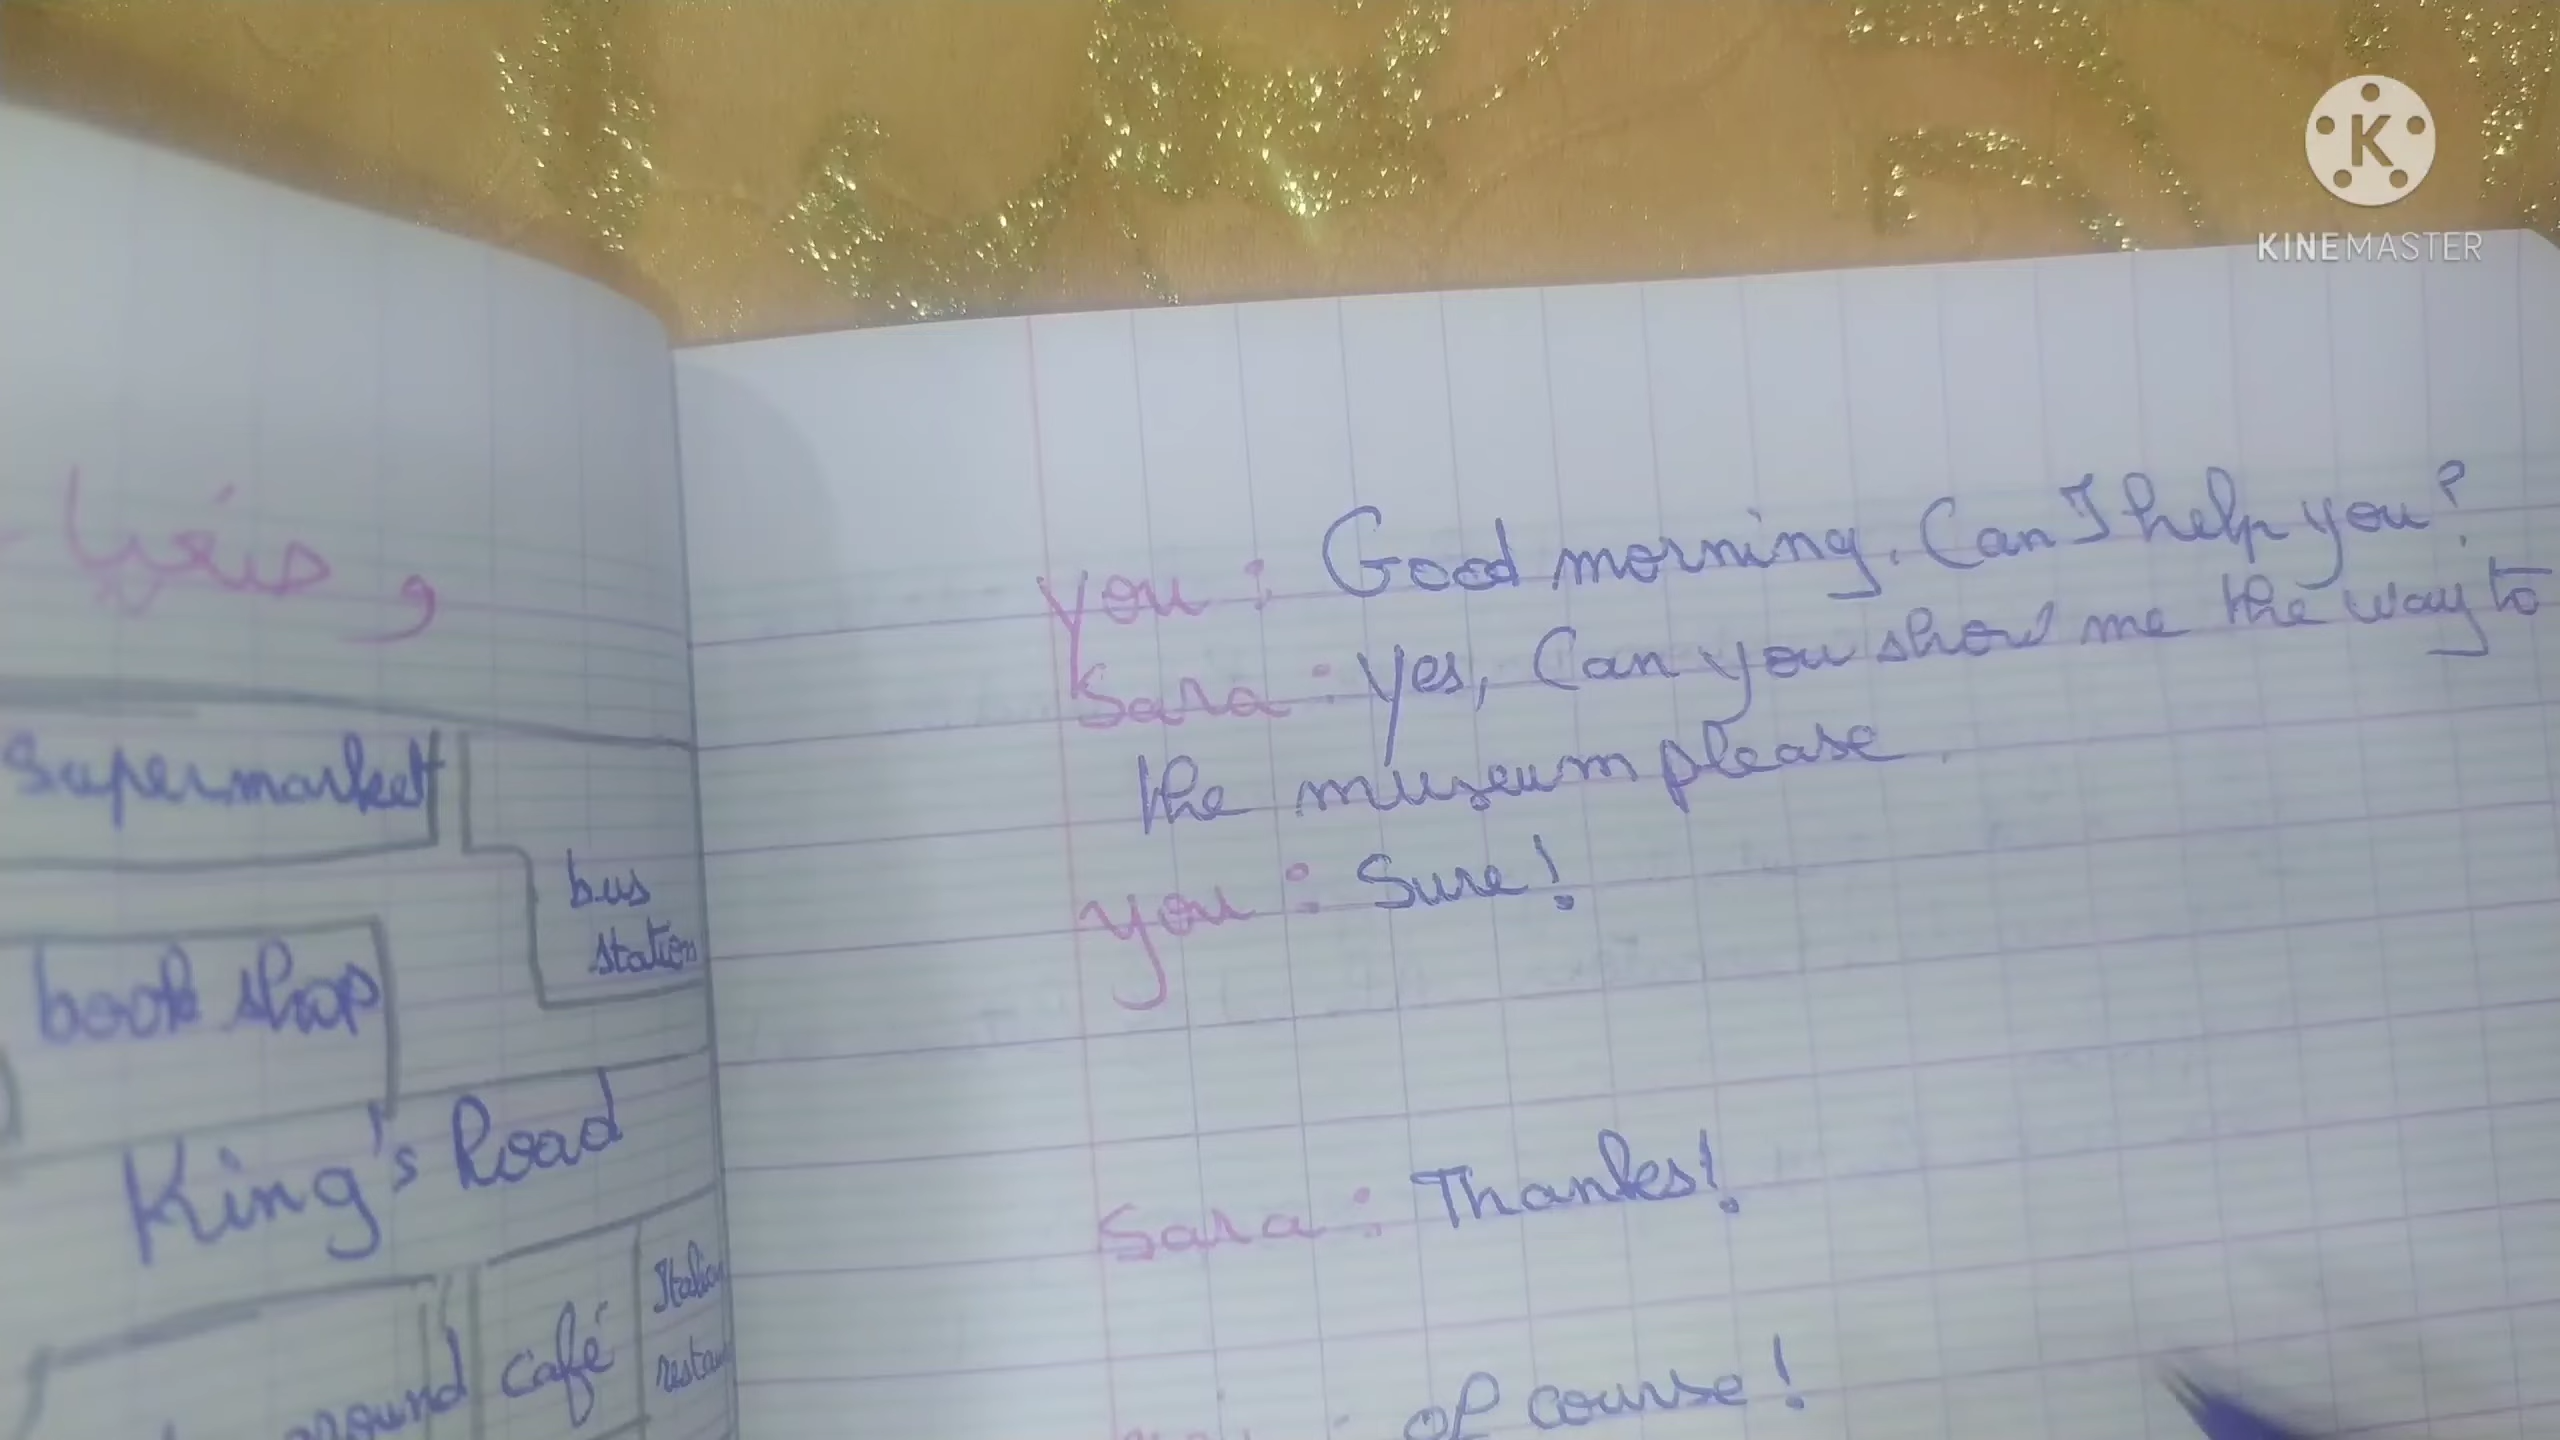 وضعيا
Supermarket
bus
station
book shop
King's Road
café
you : Good morning. Can I help you?
Sara : Yes, Can you show me the way to
the museum please.
you : Sure!
Sara : Thanks!
of course!
K
KINEMASTER